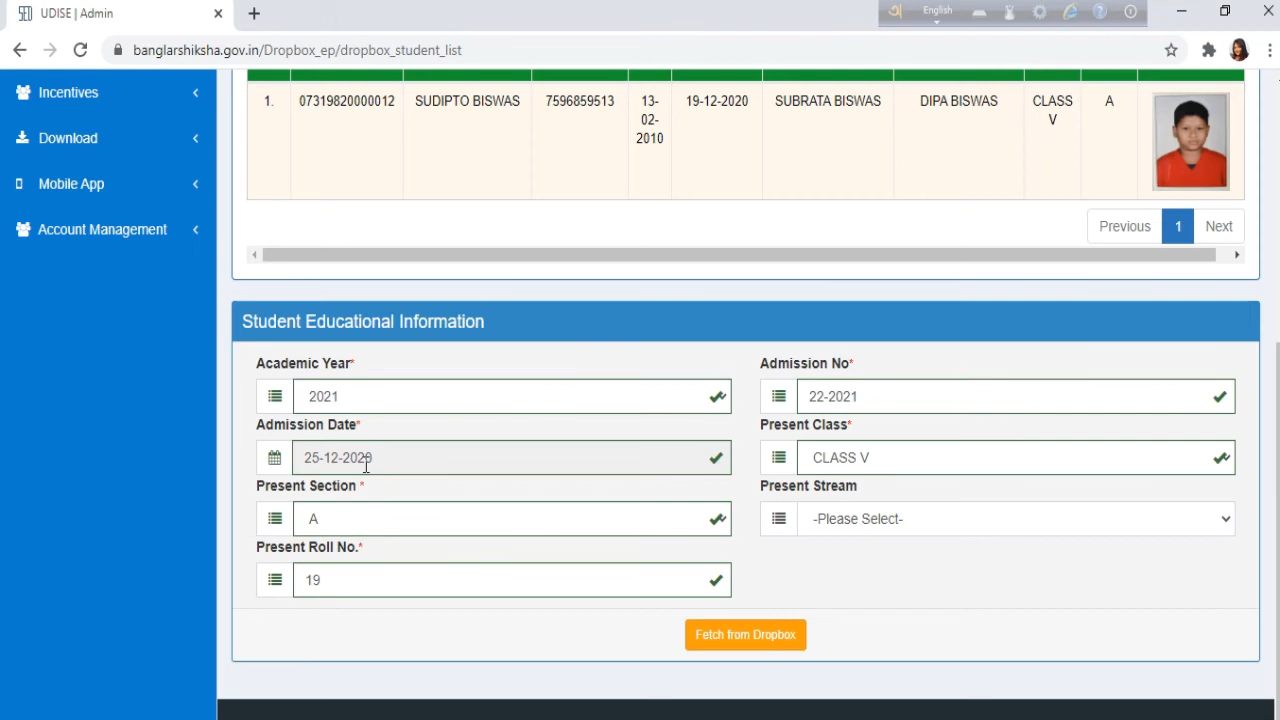 UDISE | Admin
English
banglarshiksha.gov.in/Dropbox_ep/dropbox_student_list
Incentives
Download
Mobile App
Account Management
1. 07319820000012 SUDIPTO BISWAS 7596859513 13-02-2010 19-12-2020 SUBRATA BISWAS DIPA BISWAS CLASS V A
Previous 1 Next
Student Educational Information
Academic Year* Admission No*
2021 22-2021
Admission Date* Present Class*
25-12-2020 CLASS V
Present Section * Present Stream
A -Please Select-
Present Roll No.*
19
Fetch from Dropbox